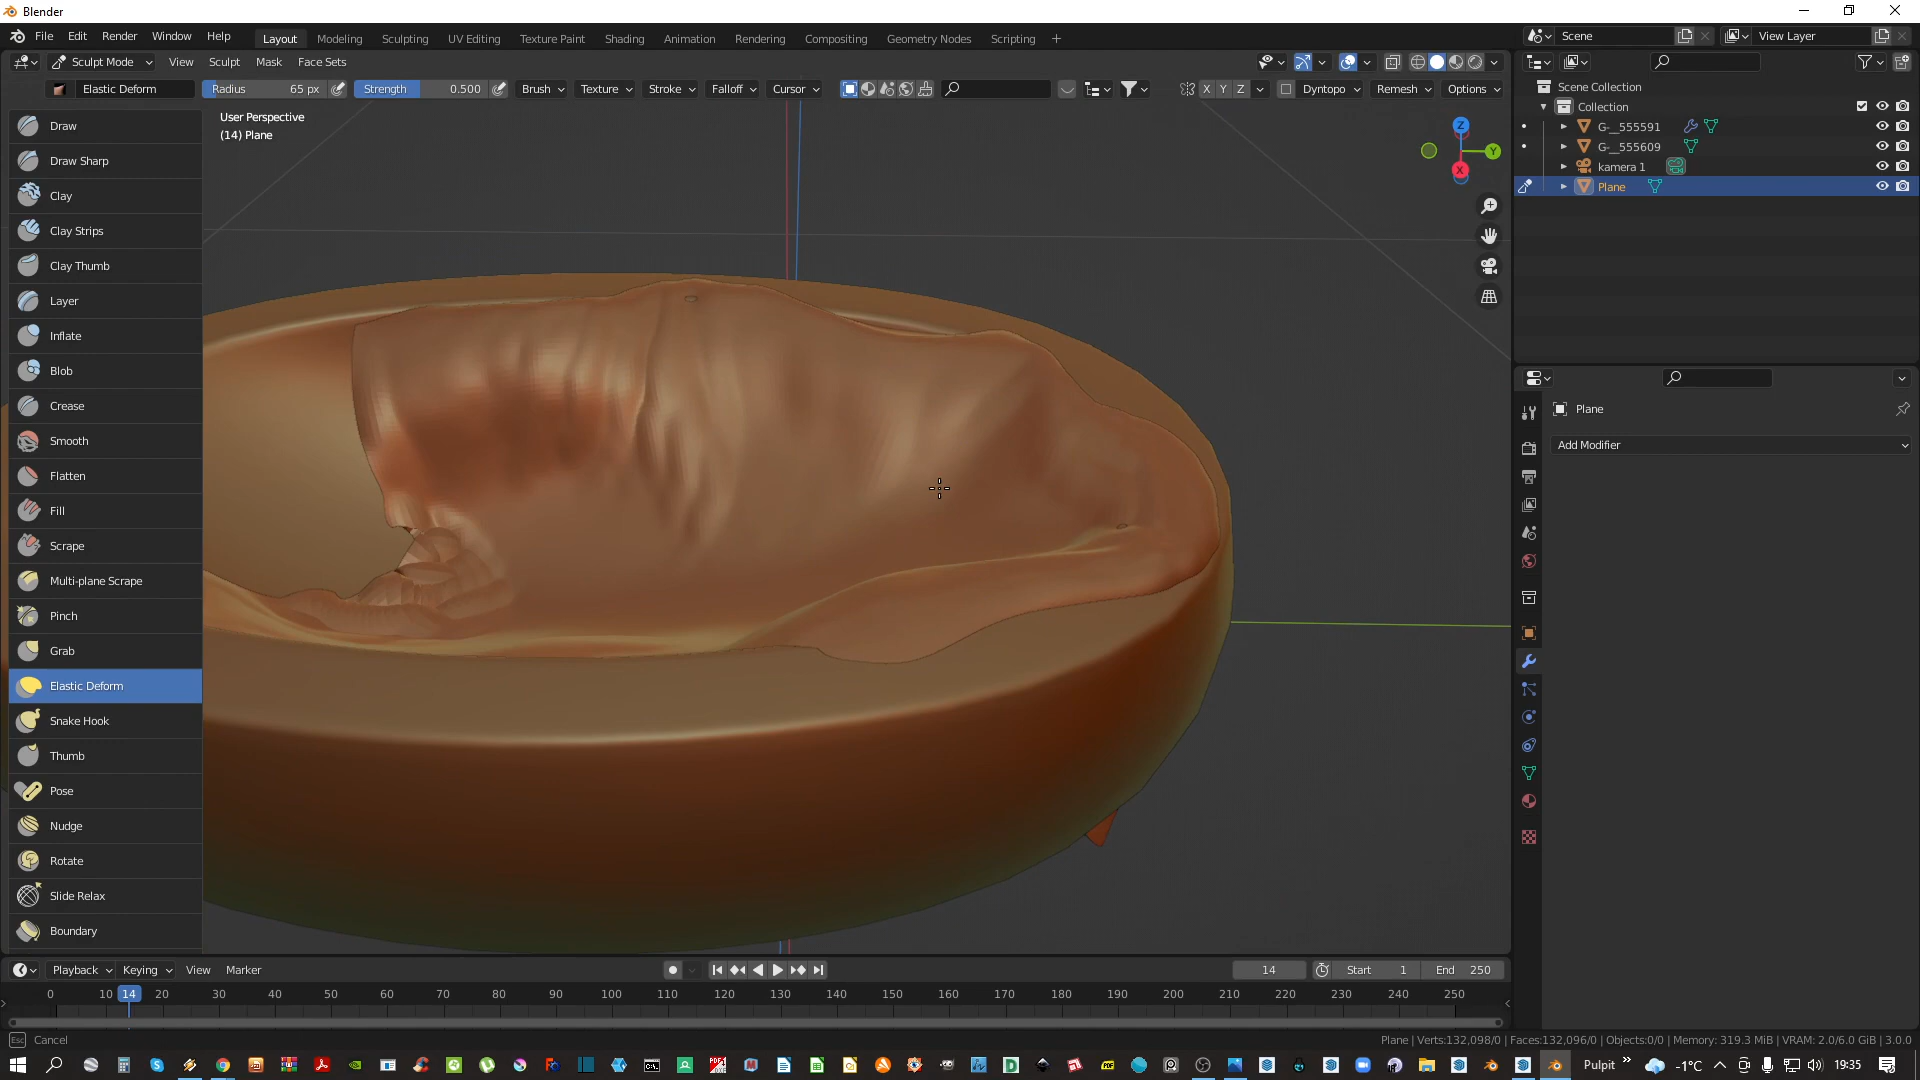 Blender
File Edit Render Window Help Layout Modeling Sculpting UV Editing Texture Paint Shading Animation Rendering Compositing Geometry Nodes Scripting + Scene View Layer
Sculpt Mode View Sculpt Mask Face Sets
Elastic Deform Radius 65 px Strength 0.500 Brush Texture Stroke Falloff Cursor X Y Z Dyntopo Remesh Options
Scene Collection
Collection
G-__555591
G-__555609
kamera 1
Plane
User Perspective
(14) Plane
Z
Y
X
Draw
Draw Sharp
Clay
Clay Strips
Clay Thumb
Layer
Inflate
Blob
Crease
Smooth
Flatten
Fill
Scrape
Multi-plane Scrape
Pinch
Grab
Elastic Deform
Snake Hook
Thumb
Pose
Nudge
Rotate
Slide Relax
Boundary
Plane
Add Modifier
Playback Keying View Marker 14 Start 1 End 250
0 10 14 20 30 40 50 60 70 80 90 100 110 120 130 140 150 160 170 180 190 200 210 220 230 240 250
Esc Cancel
Plane | Verts:132,098/0 | Faces:132,096/0 | Objects:0/0 | Memory: 319.3 MiB | VRAM: 2.0/6.0 GiB | 3.0.0
Pulpit -1°C 19:35